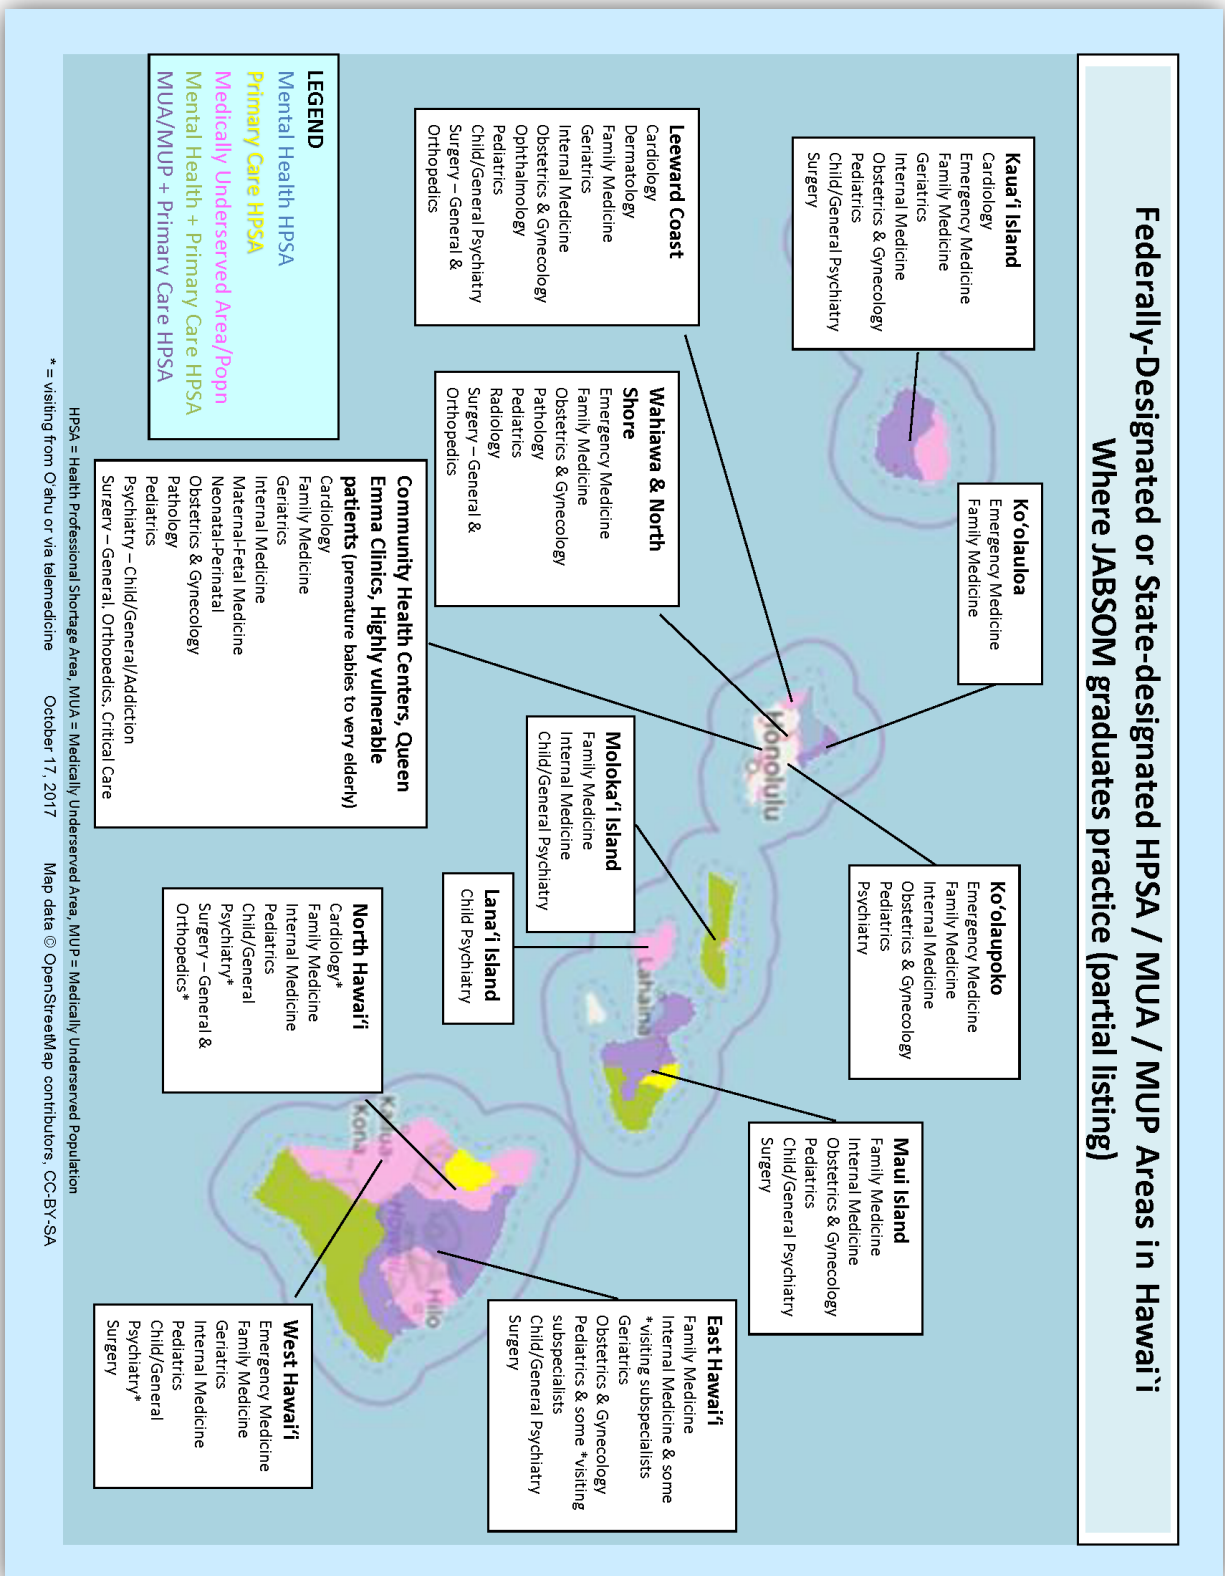 Federally-Designated or State-designated HPSA / MUA / MUP Areas in Hawai`i
Where JABSOM graduates practice (partial listing)
Kaua‘i Island
Cardiology
Emergency Medicine
Family Medicine
Geriatrics
Internal Medicine
Obstetrics & Gynecology
Pediatrics
Child/General Psychiatry
Surgery
Ko‘olauloa
Emergency Medicine
Family Medicine
Ko‘olaupoko
Emergency Medicine
Family Medicine
Internal Medicine
Obstetrics & Gynecology
Pediatrics
Psychiatry
Maui Island
Family Medicine
Internal Medicine
Obstetrics & Gynecology
Pediatrics
Child/General Psychiatry
Surgery
Leeward Coast
Cardiology
Dermatology
Family Medicine
Geriatrics
Internal Medicine
Obstetrics & Gynecology
Ophthalmology
Pediatrics
Child/General Psychiatry
Surgery – General &
Orthopedics
Wahiawa & North
Shore
Emergency Medicine
Family Medicine
Obstetrics & Gynecology
Pathology
Pediatrics
Radiology
Surgery – General &
Orthopedics
Honolulu
Moloka‘i Island
Family Medicine
Internal Medicine
Child/General Psychiatry
Lahaina
Lana‘i Island
Child Psychiatry
East Hawai‘i
Family Medicine
Internal Medicine & some
*visiting subspecialists
Geriatrics
Obstetrics & Gynecology
Pediatrics & some *visiting
subspecialists
Child/General Psychiatry
Surgery
LEGEND
Mental Health HPSA
Primary Care HPSA
Medically Underserved Area/Popn
Mental Health + Primary Care HPSA
MUA/MUP + Primary Care HPSA
Community Health Centers, Queen
Emma Clinics, Highly vulnerable
patients (premature babies to very elderly)
Cardiology
Family Medicine
Geriatrics
Internal Medicine
Maternal-Fetal Medicine
Neonatal-Perinatal
Obstetrics & Gynecology
Pathology
Pediatrics
Psychiatry – Child/General/Addiction
Surgery – General, Orthopedics, Critical Care
North Hawai‘i
Cardiology*
Family Medicine
Internal Medicine
Pediatrics
Child/General
Psychiatry*
Surgery – General &
Orthopedics*
Kailua
Kona
Hilo
West Hawai‘i
Emergency Medicine
Family Medicine
Geriatrics
Internal Medicine
Pediatrics
Child/General
Psychiatry*
Surgery
HPSA = Health Professional Shortage Area, MUA = Medically Underserved Area, MUP = Medically Underserved Population
* = visiting from O‘ahu or via telemedicine October 17, 2017 Map data © OpenStreetMap contributors, CC-BY-SA